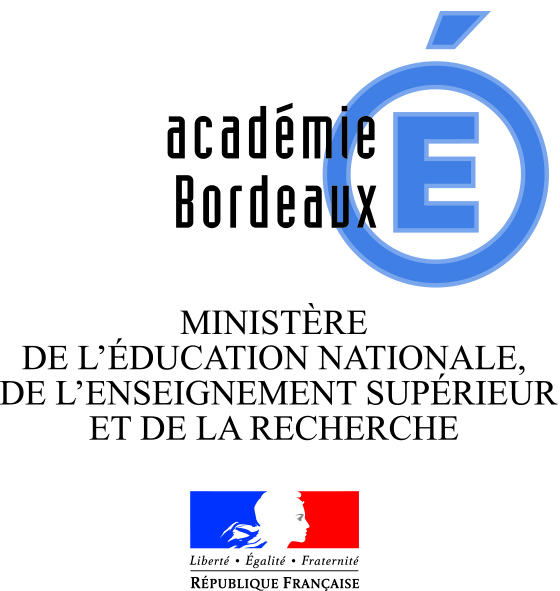 académie
Bordeaux
É
MINISTÈRE
DE L’ÉDUCATION NATIONALE,
DE L’ENSEIGNEMENT SUPÉRIEUR
ET DE LA RECHERCHE
Liberté • Égalité • Fraternité
RÉPUBLIQUE FRANÇAISE